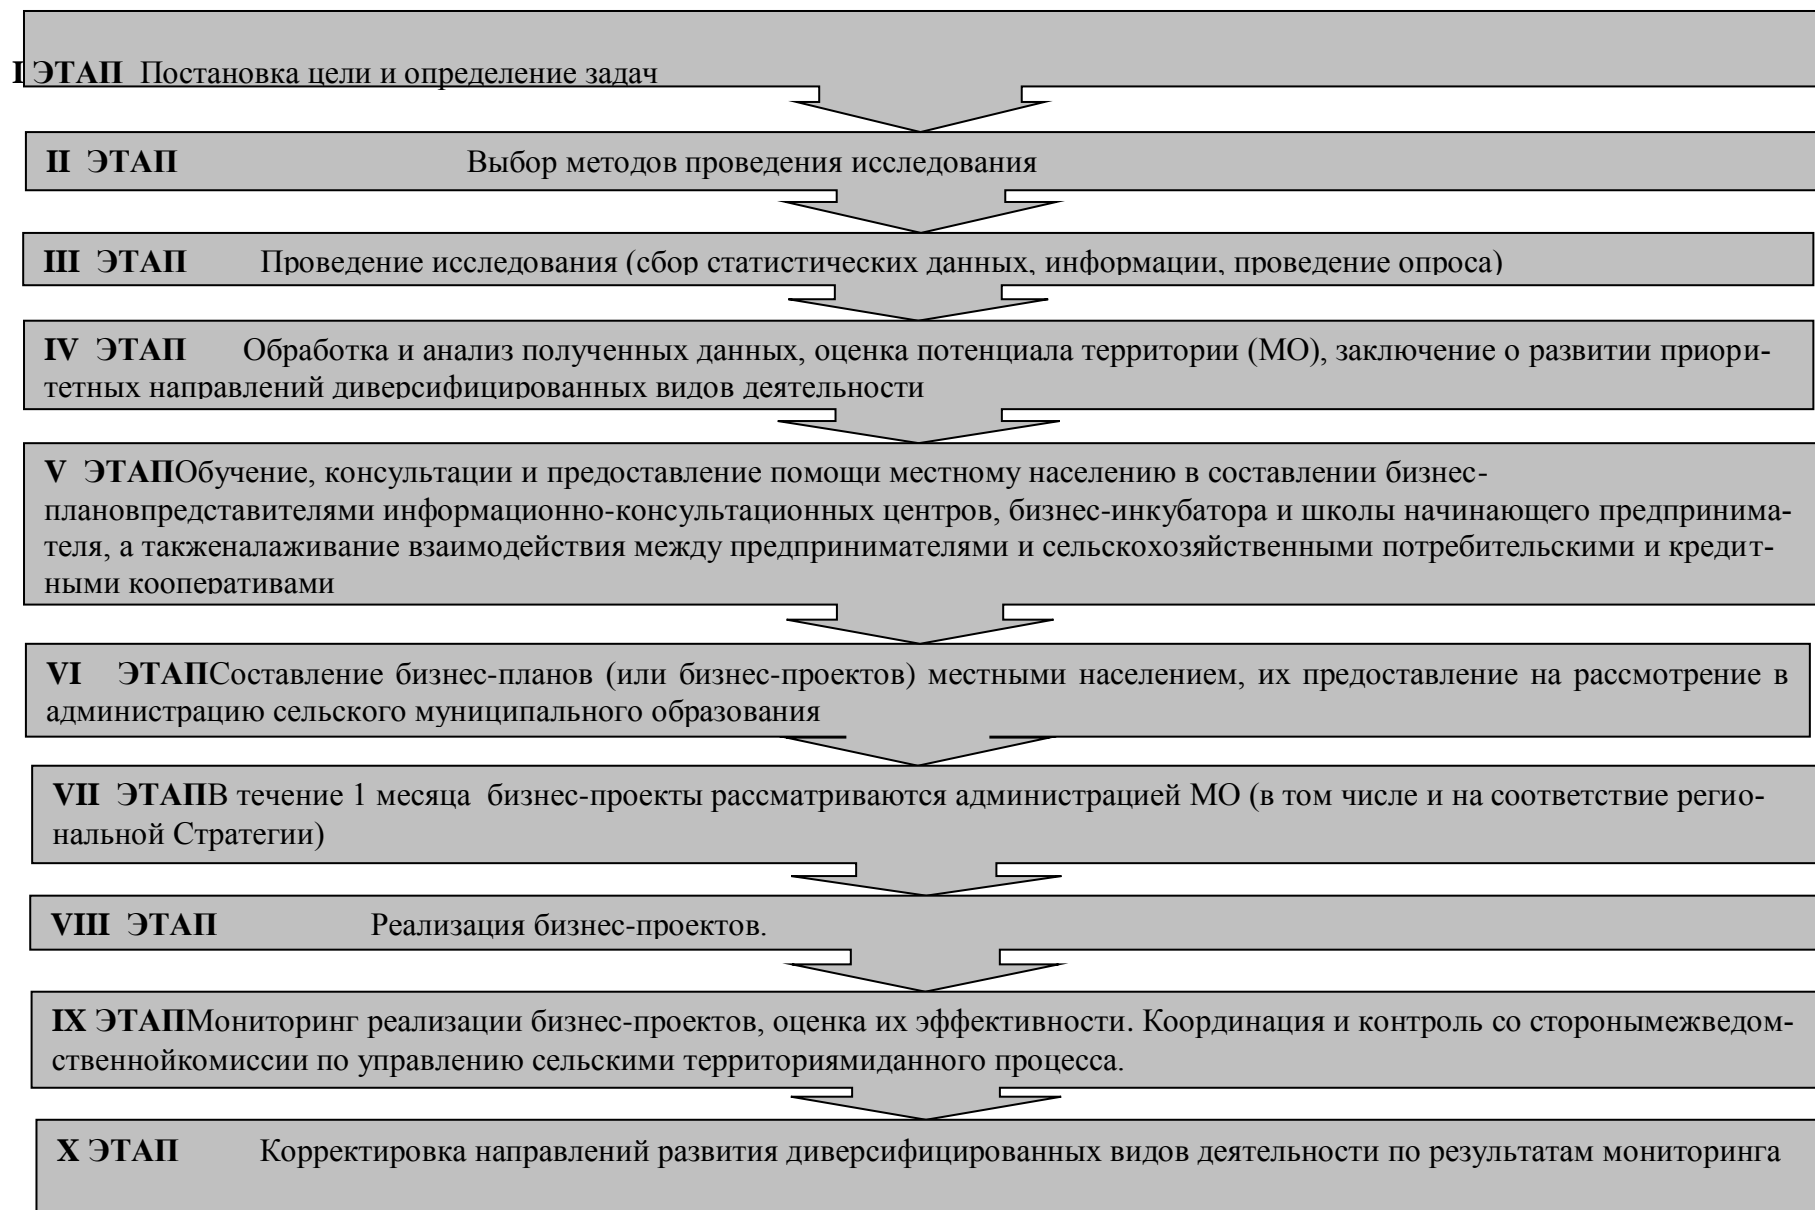 I ЭТАП Постановка цели и определение задач
II ЭТАП Выбор методов проведения исследования
III ЭТАП Проведение исследования (сбор статистических данных, информации, проведение опроса)
IV ЭТАП Обработка и анализ полученных данных, оценка потенциала территории (МО), заключение о развитии приори-
тетных направлений диверсифицированных видов деятельности
V ЭТАПОбучение, консультации и предоставление помощи местному населению в составлении бизнес-
плановпредставителями информационно-консультационных центров, бизнес-инкубатора и школы начинающего предпринима-
теля, а такженалаживание взаимодействия между предпринимателями и сельскохозяйственными потребительскими и кредит-
ными кооперативами
VI ЭТАПСоставление бизнес-планов (или бизнес-проектов) местными населением, их предоставление на рассмотрение в
администрацию сельского муниципального образования
VII ЭТАПВ течение 1 месяца бизнес-проекты рассматриваются администрацией МО (в том числе и на соответствие регио-
нальной Стратегии)
VIII ЭТАП Реализация бизнес-проектов.
IX ЭТАПМониторинг реализации бизнес-проектов, оценка их эффективности. Координация и контроль со сторонымежведом-
ственнойкомиссии по управлению сельскими территориямиданного процесса.
X ЭТАП Корректировка направлений развития диверсифицированных видов деятельности по результатам мониторинга